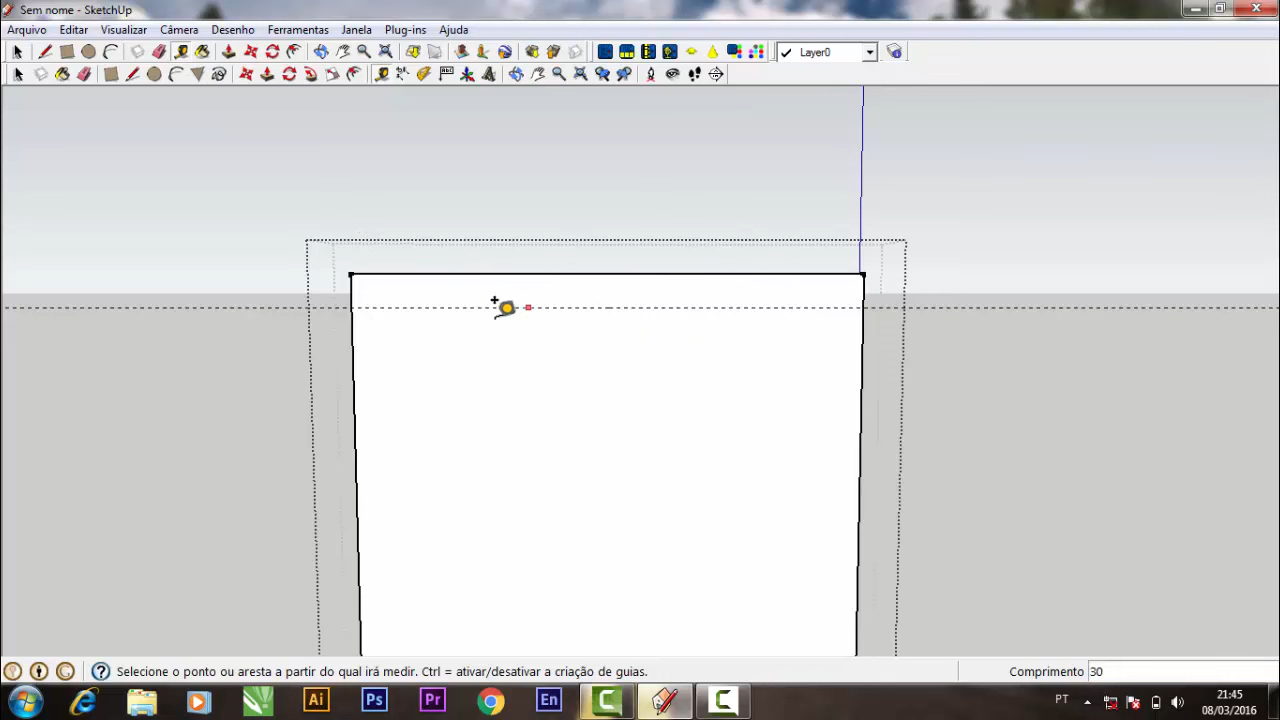 Sem nome - SketchUp
Arquivo Editar Visualizar Câmera Desenho Ferramentas Janela Plug-ins Ajuda
Layer0
Selecione o ponto ou aresta a partir do qual irá medir. Ctrl = ativar/desativar a criação de guias. Comprimento 30
Ai Ps Pr En PT 21:45
08/03/2016